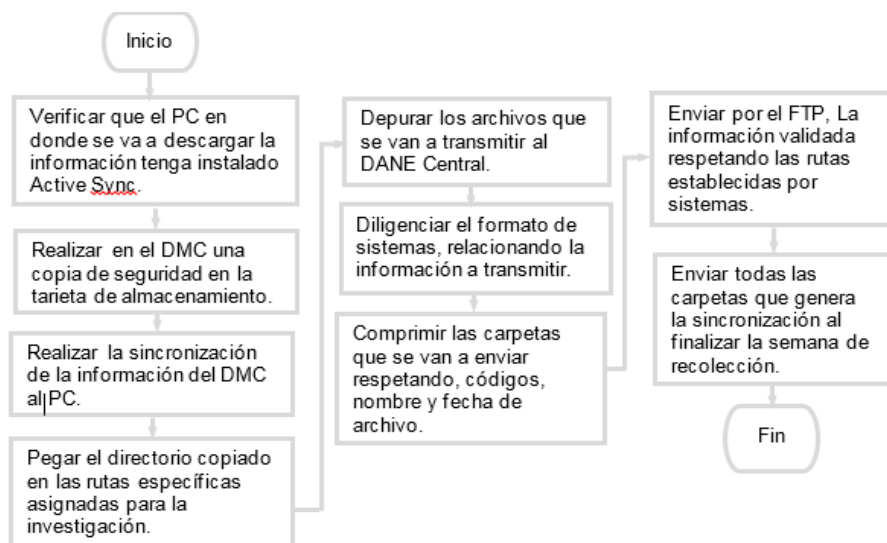 Inicio
Verificar que el PC en
donde se va a descargar la
información tenga instalado
Active Sync.
Realizar en el DMC una
copia de seguridad en la
tarjeta de almacenamiento.
Realizar la sincronización
de la información del DMC
al PC.
Pegar el directorio copiado
en las rutas específicas
asignadas para la
investigación.
Depurar los archivos que
se van a transmitir al
DANE Central.
Diligenciar el formato de
sistemas, relacionando la
información a transmitir.
Comprimir las carpetas
que se van a enviar
respetando, códigos,
nombre y fecha de
archivo.
Enviar por el FTP, La
información validada
respetando las rutas
establecidas por
sistemas.
Enviar todas las
carpetas que genera
la sincronización al
finalizar la semana de
recolección.
Fin